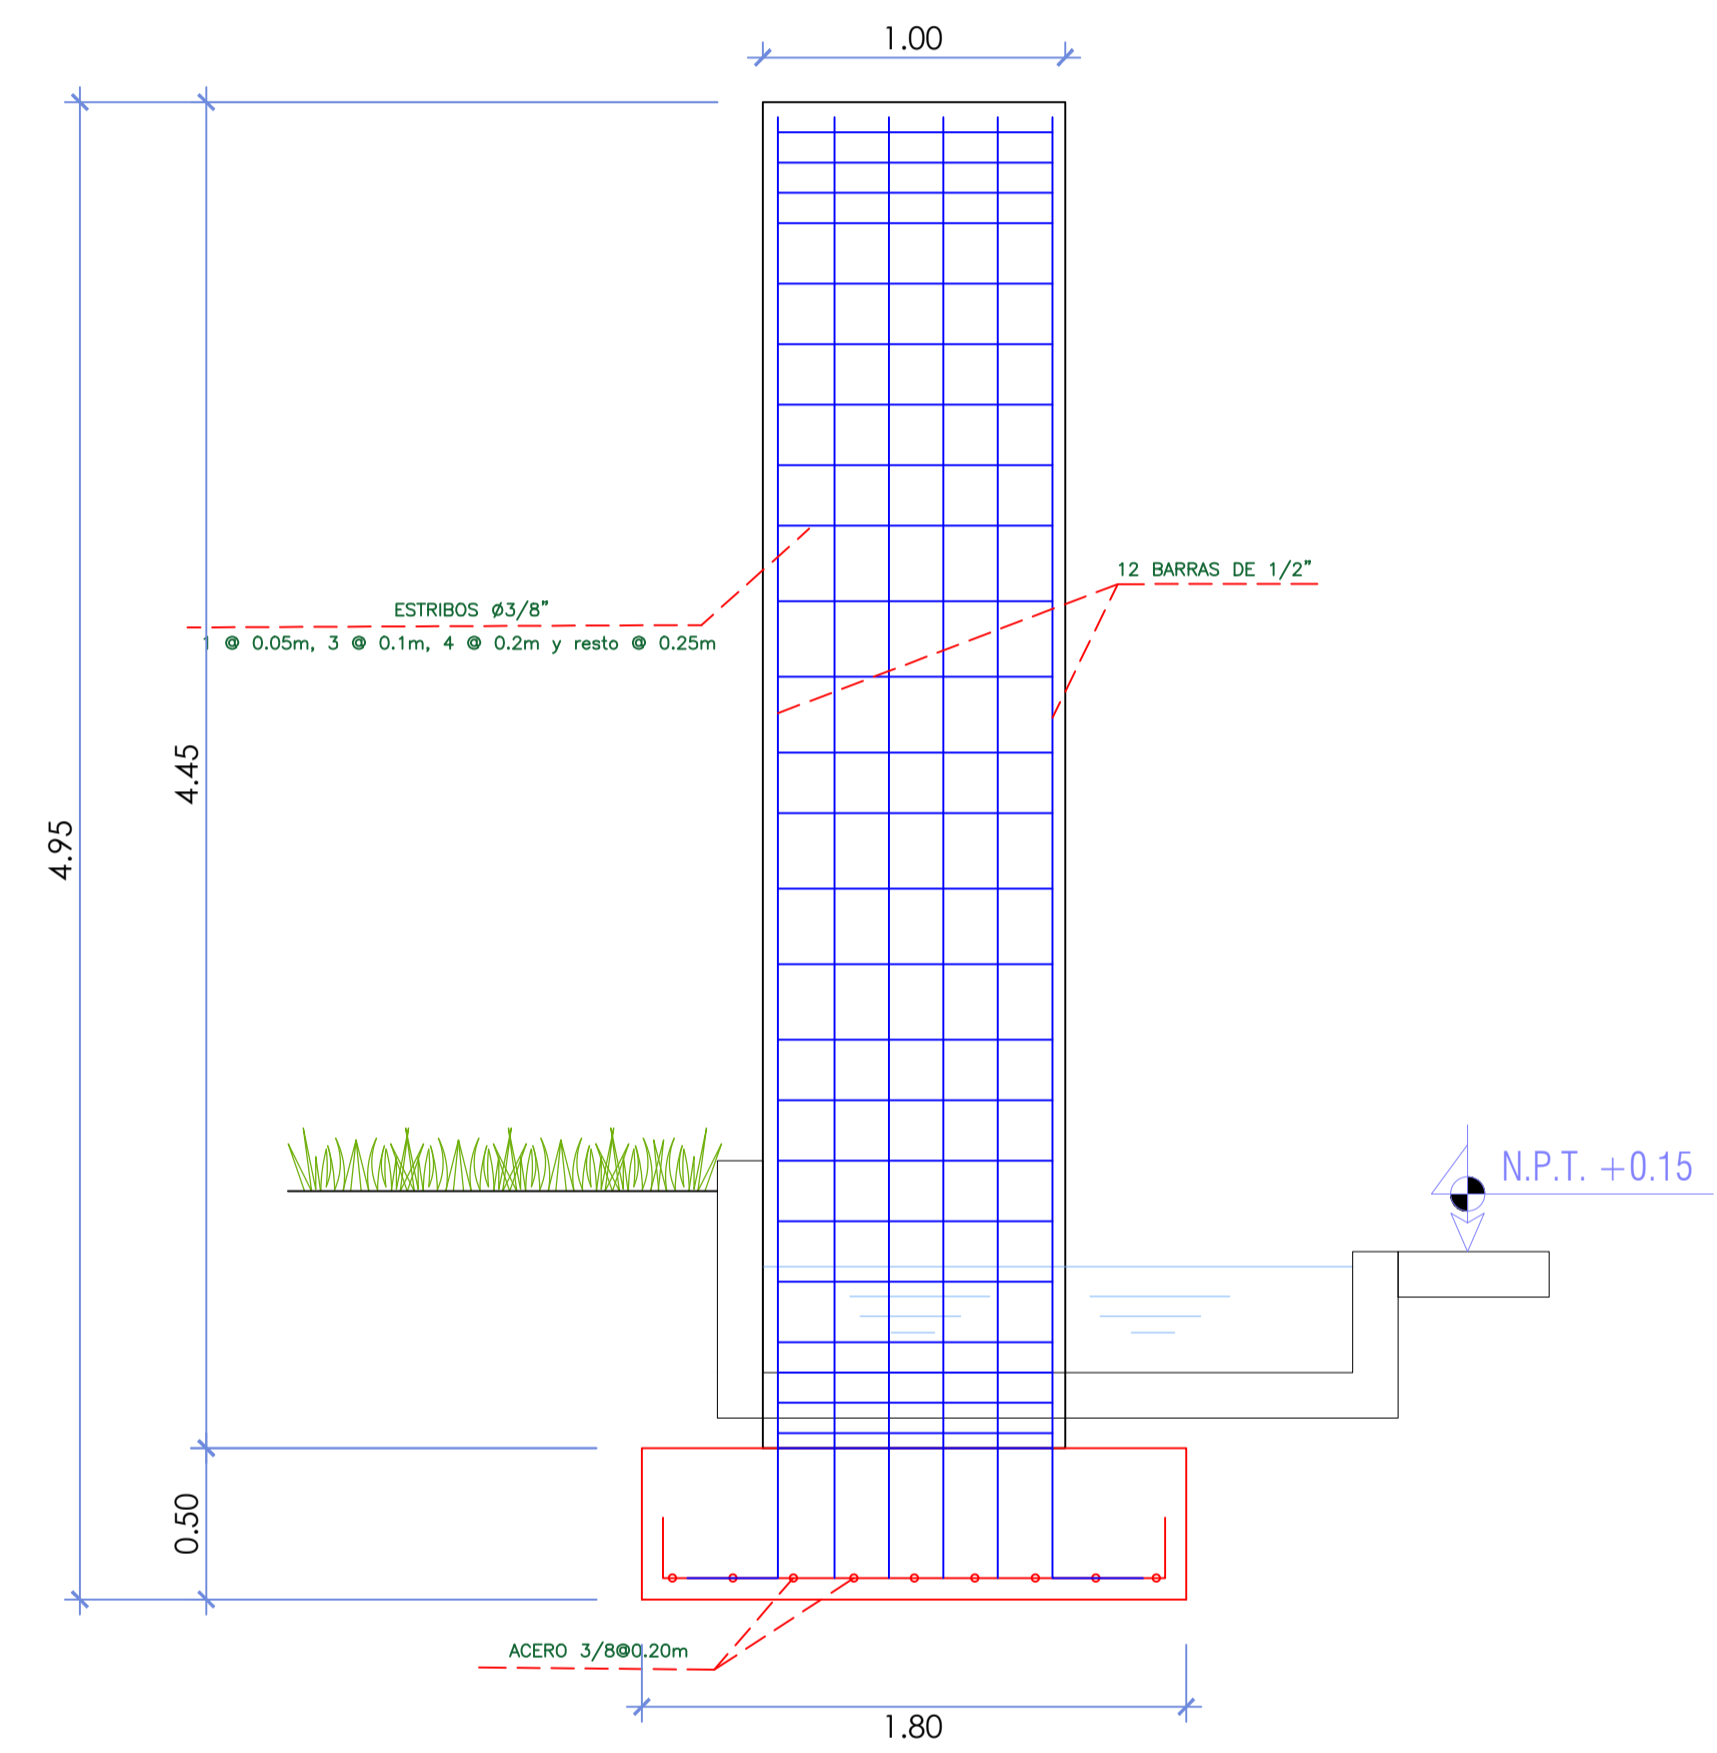 1.00
12 BARRAS DE 1/2"
ESTRIBOS Ø3/8"
1 @ 0.05m, 3 @ 0.1m, 4 @ 0.2m y resto @ 0.25m
4.45
4.95
N.P.T. +0.15
0.50
ACERO 3/8@0.20m
1.80